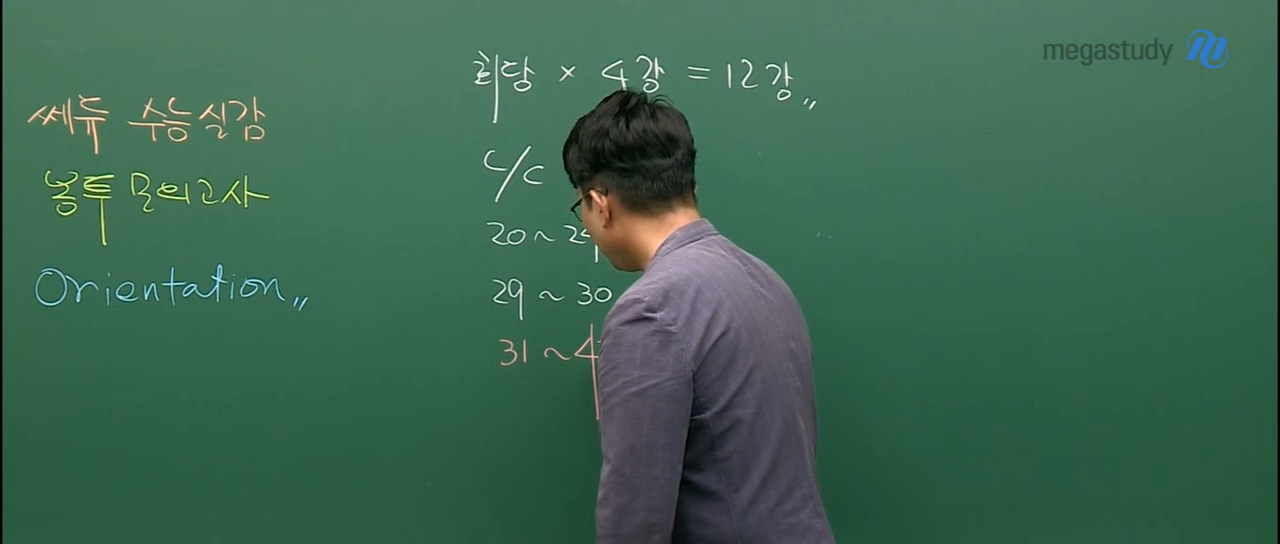 쎄듀 수능실감
봉투모의고사
Orientation,,
회당 × 4강 = 12강,,
L/C
20 ~ 2
29 ~ 30
31 ~ 4
megastudy